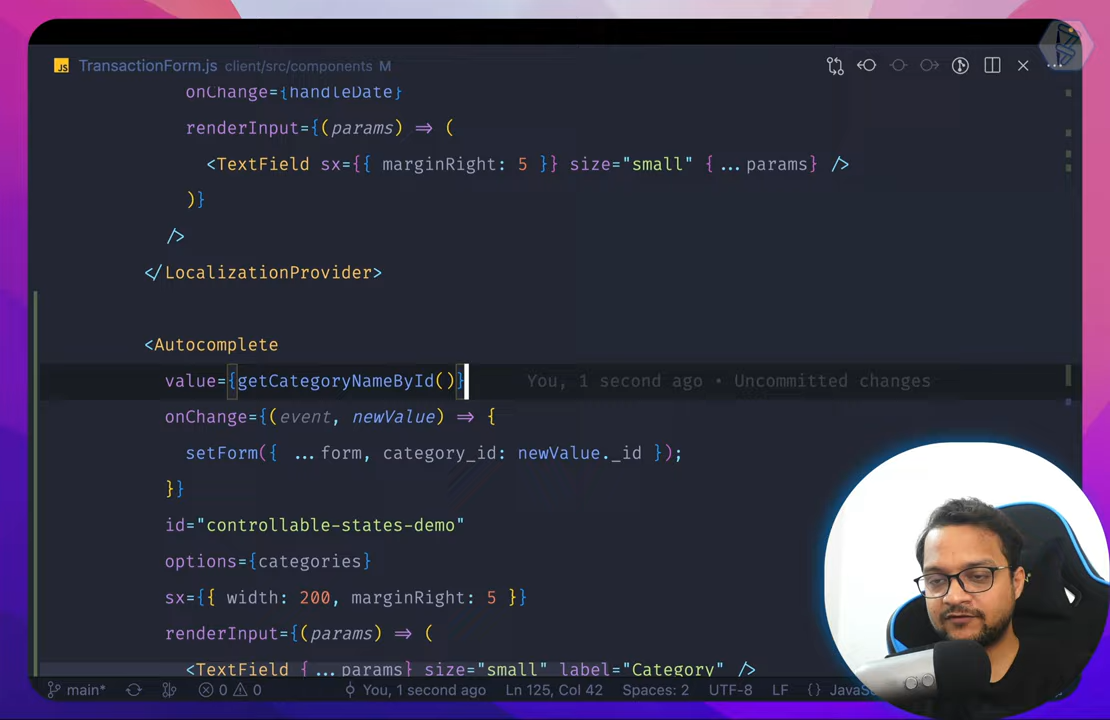 JS TransactionForm.js client/src/components M
onChange={handleDate}
renderInput={(params) => (
<TextField sx={{ marginRight: 5 }} size="small" {...params} />
)}
/>
</LocalizationProvider>
<Autocomplete
value={getCategoryNameById()} You, 1 second ago • Uncommitted changes
onChange={(event, newValue) => {
setForm({ ...form, category_id: newValue._id });
}}
id="controllable-states-demo"
options={categories}
sx={{ width: 200, marginRight: 5 }}
renderInput={(params) => (
<TextField {...params} size="small" label="Category" />
main* 0 0 You, 1 second ago Ln 125, Col 42 Spaces: 2 UTF-8 LF {}